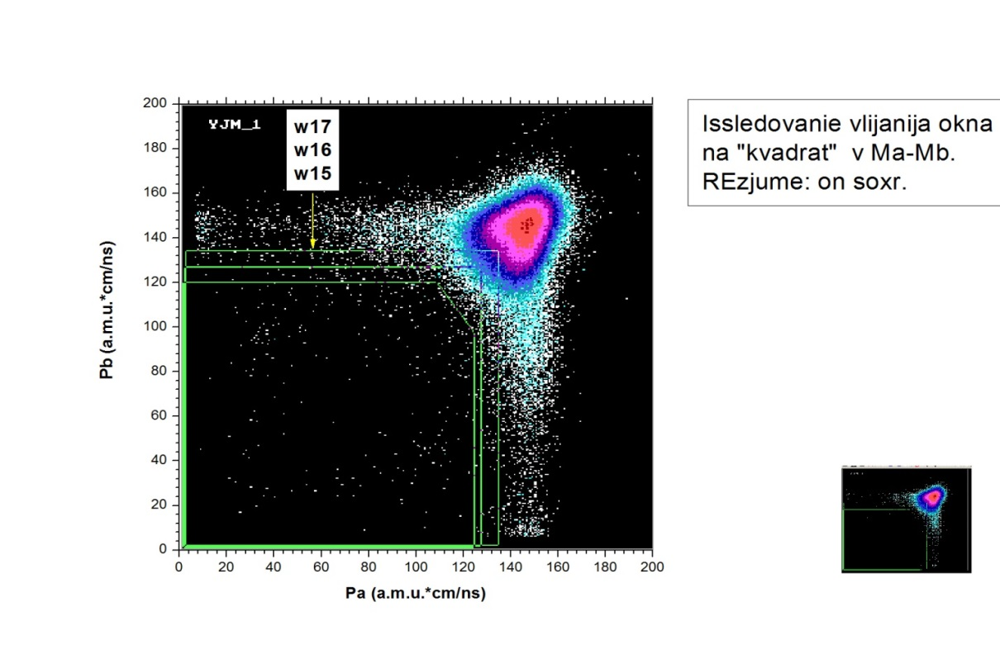 YJM_1
w17
w16
w15
200
180
160
140
120
100
80
60
40
20
0
0 20 40 60 80 100 120 140 160 180 200
Pb (a.m.u.*cm/ns)
Pa (a.m.u.*cm/ns)
Issledovanie vlijanija okna
na "kvadrat" v Ma-Mb.
REzjume: on soxr.